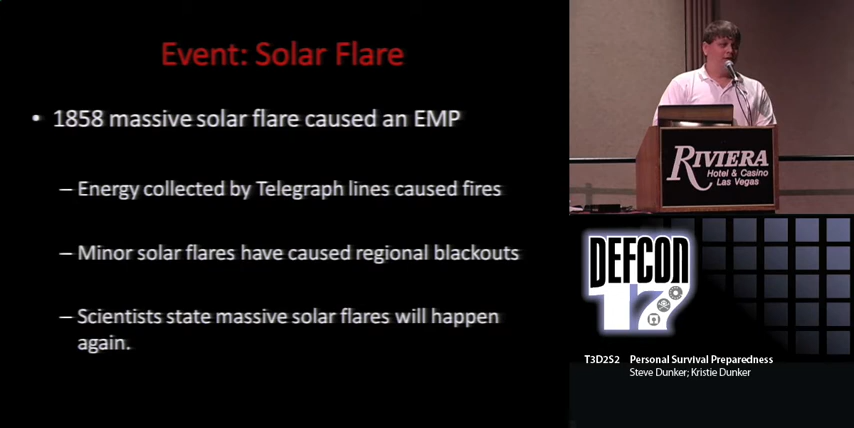 Event: Solar Flare
• 1858 massive solar flare caused an EMP
– Energy collected by Telegraph lines caused fires
– Minor solar flares have caused regional blackouts
– Scientists state massive solar flares will happen
again.
RIVIERA
Hotel & Casino
Las Vegas
DEFCON
17
T3D2S2 Personal Survival Preparedness
Steve Dunker; Kristie Dunker